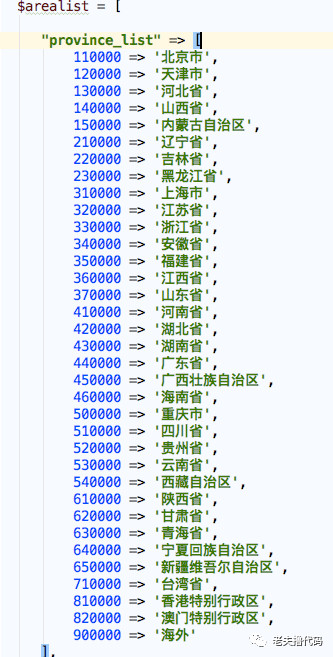 $arealist = [
"province_list" => [
110000 => '北京市',
120000 => '天津市',
130000 => '河北省',
140000 => '山西省',
150000 => '内蒙古自治区',
210000 => '辽宁省',
220000 => '吉林省',
230000 => '黑龙江省',
310000 => '上海市',
320000 => '江苏省',
330000 => '浙江省',
340000 => '安徽省',
350000 => '福建省',
360000 => '江西省',
370000 => '山东省',
410000 => '河南省',
420000 => '湖北省',
430000 => '湖南省',
440000 => '广东省',
450000 => '广西壮族自治区',
460000 => '海南省',
500000 => '重庆市',
510000 => '四川省',
520000 => '贵州省',
530000 => '云南省',
540000 => '西藏自治区',
610000 => '陕西省',
620000 => '甘肃省',
630000 => '青海省',
640000 => '宁夏回族自治区',
650000 => '新疆维吾尔自治区',
710000 => '台湾省',
810000 => '香港特别行政区',
820000 => '澳门特别行政区',
900000 => '海外'
],
老夫撸代码